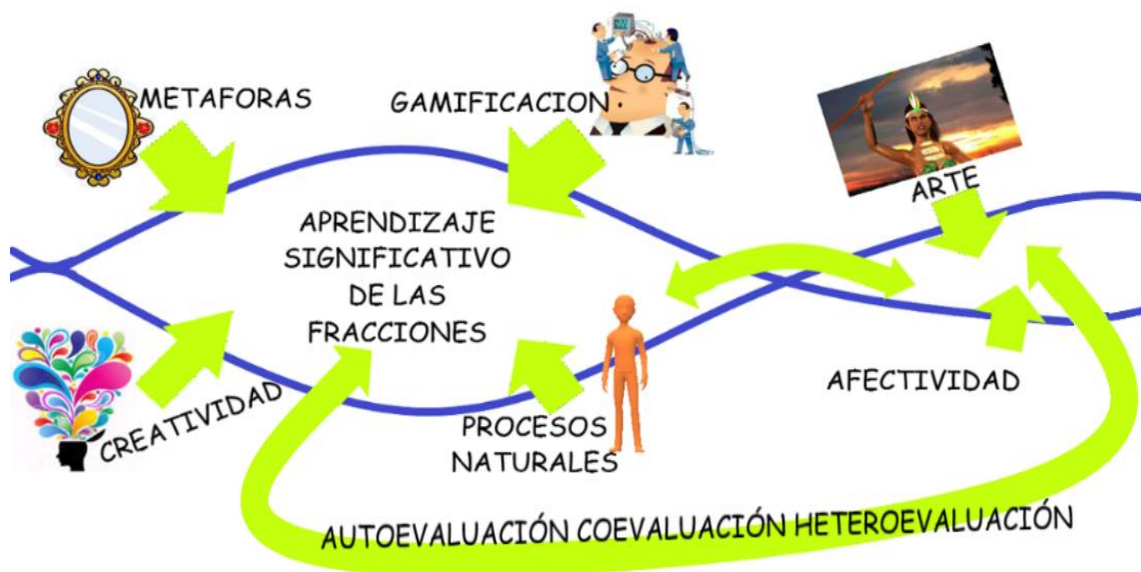 METAFORAS
GAMIFICACION
ARTE
APRENDIZAJE
SIGNIFICATIVO
DE LAS
FRACCIONES
CREATIVIDAD
PROCESOS
NATURALES
AFECTIVIDAD
AUTOEVALUACIÓN COEVALUACIÓN HETEROEVALUACIÓN